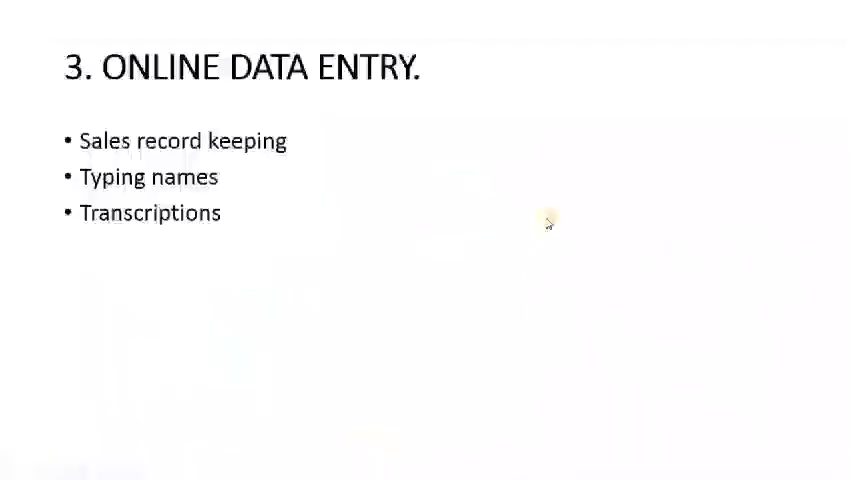 3. ONLINE DATA ENTRY.
• Sales record keeping
• Typing names
• Transcriptions